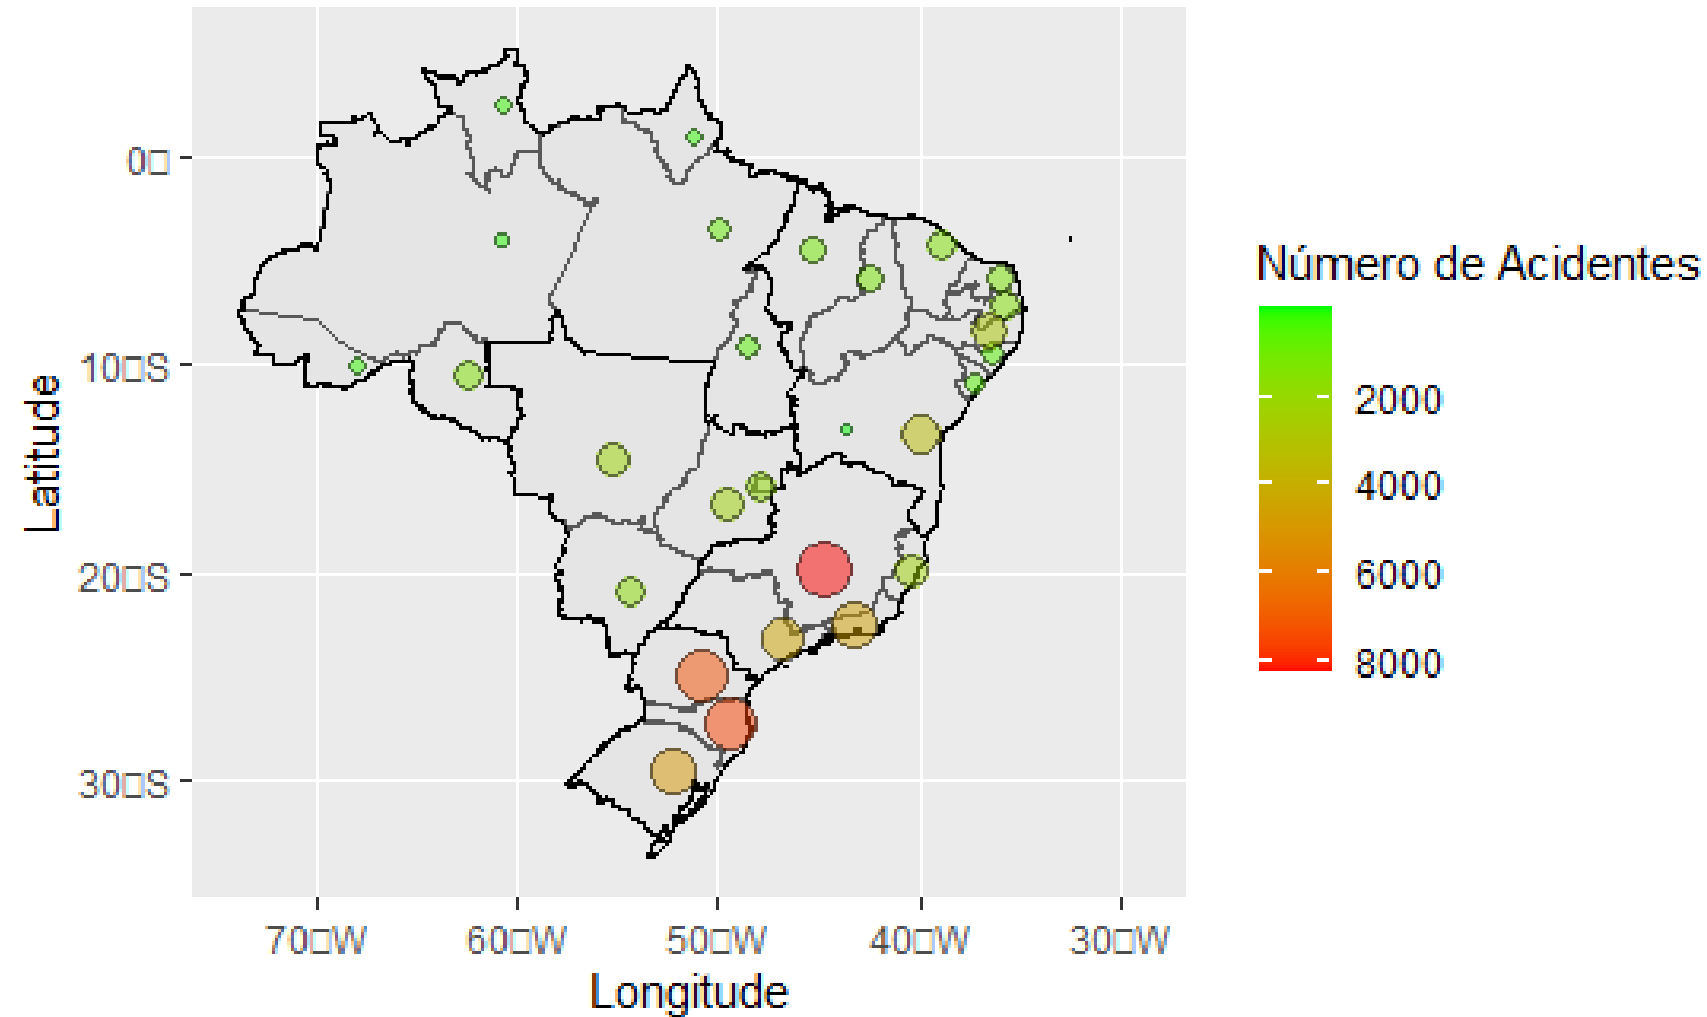 Número de Acidentes
2000
4000
6000
8000
0□
10□S
20□S
30□S
Latitude
70□W
60□W
50□W
40□W
30□W
Longitude